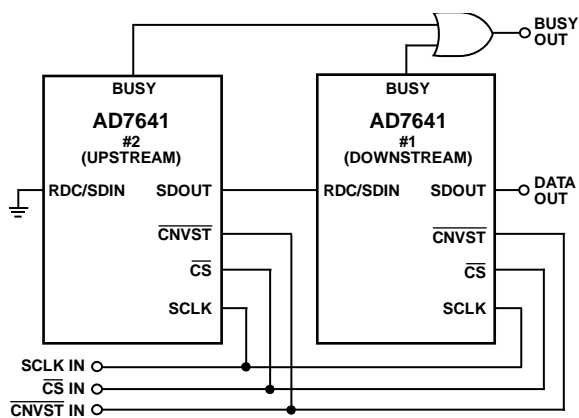 BUSY
OUT
BUSY
BUSY
AD7641
#2
(UPSTREAM)
AD7641
#1
(DOWNSTREAM)
RDC/SDIN SDOUT
RDC/SDIN SDOUT
DATA
OUT
CNVST
CNVST
CS
CS
SCLK
SCLK
SCLK IN
CS IN
CNVST IN